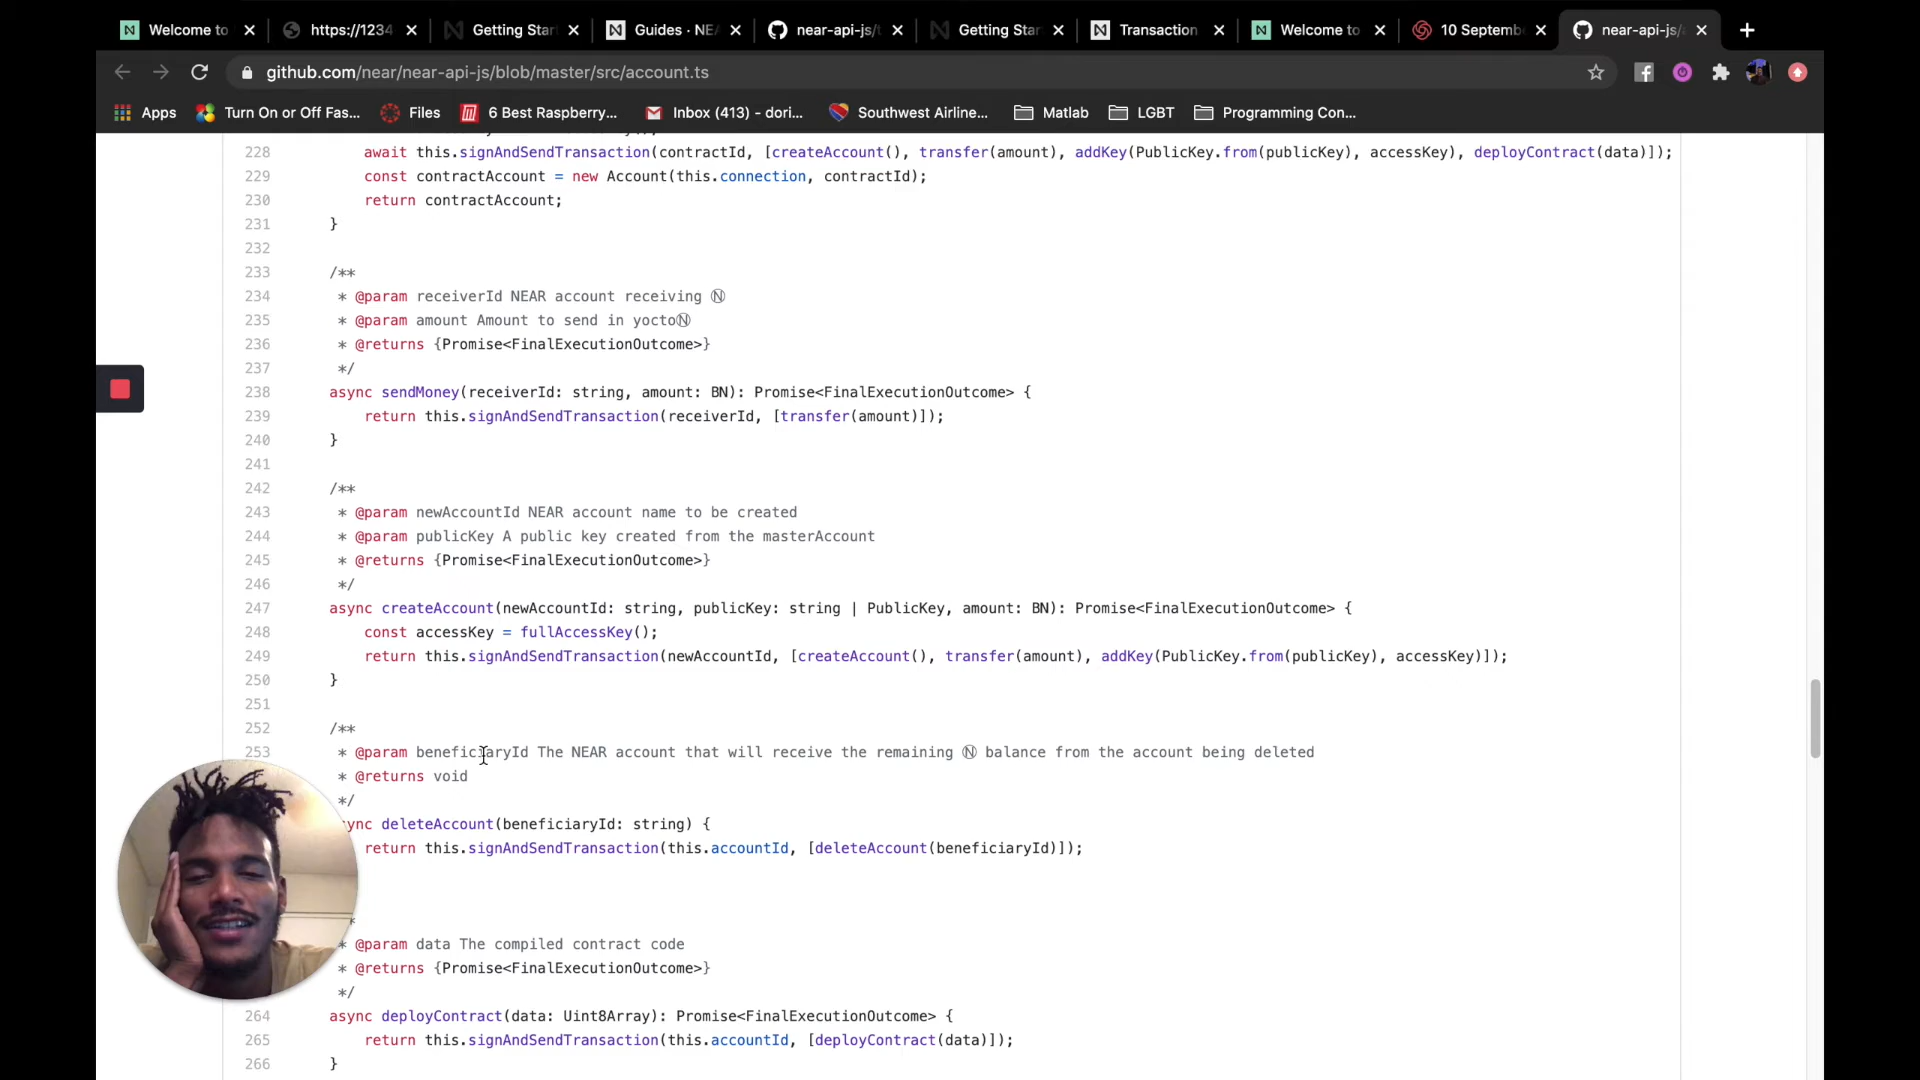 Welcome to
https://1234
Getting Star
Guides · NEA
near-api-js/t
Getting Star
Transaction
Welcome to
10 Septemb
near-api-js/
github.com/near/near-api-js/blob/master/src/account.ts
Apps
Turn On or Off Fas...
Files
6 Best Raspberry...
Inbox (413) - dori...
Southwest Airline...
Matlab
LGBT
Programming Con...
228 await this.signAndSendTransaction(contractId, [createAccount(), transfer(amount), addKey(PublicKey.from(publicKey), accessKey), deployContract(data)]);
229 const contractAccount = new Account(this.connection, contractId);
230 return contractAccount;
231 }
232
233 /**
234 * @param receiverId NEAR account receiving Ⓝ
235 * @param amount Amount to send in yoctoⓃ
236 * @returns {Promise<FinalExecutionOutcome>}
237 */
238 async sendMoney(receiverId: string, amount: BN): Promise<FinalExecutionOutcome> {
239 return this.signAndSendTransaction(receiverId, [transfer(amount)]);
240 }
241
242 /**
243 * @param newAccountId NEAR account name to be created
244 * @param publicKey A public key created from the masterAccount
245 * @returns {Promise<FinalExecutionOutcome>}
246 */
247 async createAccount(newAccountId: string, publicKey: string | PublicKey, amount: BN): Promise<FinalExecutionOutcome> {
248 const accessKey = fullAccessKey();
249 return this.signAndSendTransaction(newAccountId, [createAccount(), transfer(amount), addKey(PublicKey.from(publicKey), accessKey)]);
250 }
251
252 /**
253 * @param beneficiaryId The NEAR account that will receive the remaining Ⓝ balance from the account being deleted
* @returns void
*/
async deleteAccount(beneficiaryId: string) {
return this.signAndSendTransaction(this.accountId, [deleteAccount(beneficiaryId)]);
*
* @param data The compiled contract code
* @returns {Promise<FinalExecutionOutcome>}
*/
264 async deployContract(data: Uint8Array): Promise<FinalExecutionOutcome> {
265 return this.signAndSendTransaction(this.accountId, [deployContract(data)]);
266 }